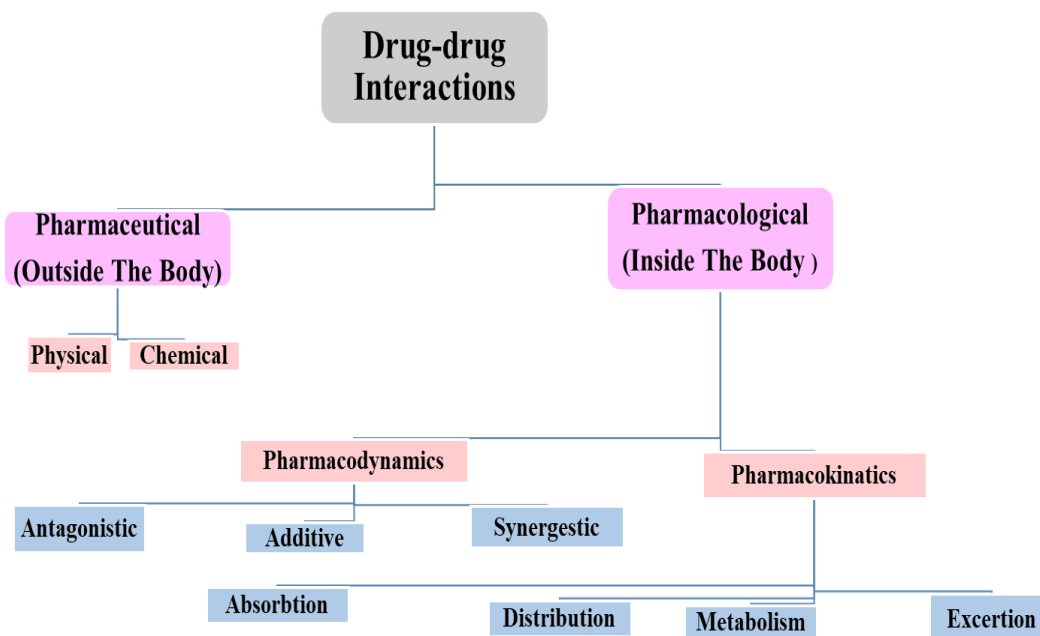 Drug-drug
Interactions
Pharmaceutical
(Outside The Body)
Pharmacological
(Inside The Body )
Physical
Chemical
Pharmacodynamics
Pharmacokinatics
Antagonistic
Additive
Synergestic
Absorbtion
Distribution
Metabolism
Excertion